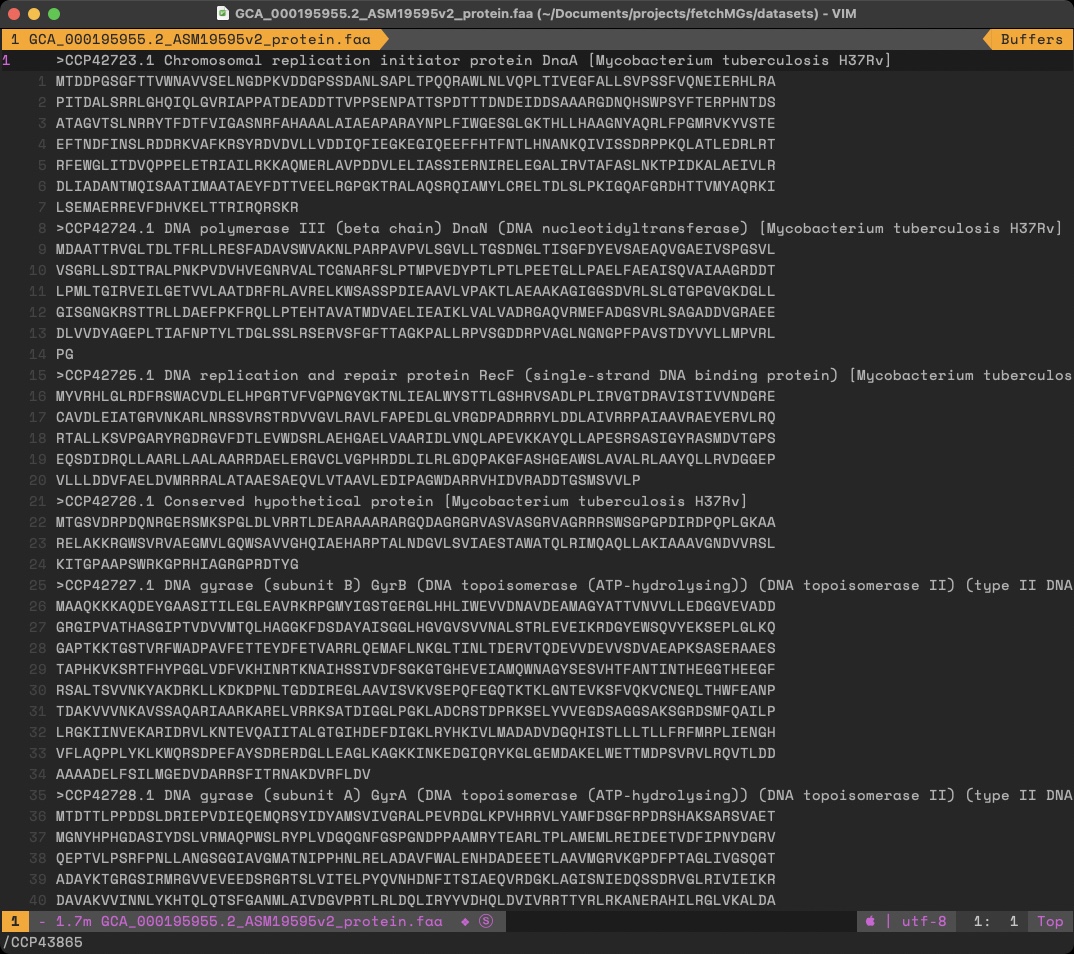 GCA_000195955.2_ASM19595v2_protein.faa (~/Documents/projects/fetchMGs/datasets) - VIM
1 GCA_000195955.2_ASM19595v2_protein.faa Buffers
1 >CCP42723.1 Chromosomal replication initiator protein DnaA [Mycobacterium tuberculosis H37Rv]
1 MTDDPGSGFTTVWNAVVSELNGDPKVDDGPSSDANLSAPLTPQQRAWLNLVQPLTIVEGFALLSVPSSFVQNEIERHLRA
2 PITDALSRRLGHQIQLGVRIAPPATDEADDTTVPPSENPATTSPDTTTDNDEIDDSAAARGDNQHSWPSYFTERPHNTDS
3 ATAGVTSLNRRYTFDTFVIGASNRFAHAAALAIAEAPARAYNPLFIWGESGLGKTHLLHAAGNYAQRLFPGMRVKYVSTE
4 EFTNDFINSLRDDRKVAFKRSYRDVDVLLVDDIQFIEGKEGIQEEFFHTFNTLHNANKQIVISSDRPPKQLATLEDRLRT
5 RFEWGLITDVQPPELETRIAILRKKAQMERLAVPDDVLELIASSIERNIRELEGALIRVTAFASLNKTPIDKALAEIVLR
6 DLIADANTMQISAATIMAATAEYFDTTVEELRGPGKTRALAQSRQIAMYLCRELTDLSLPKIGQAFGRDHTTVMYAQRKI
7 LSEMAERREVFDHVKELTTRIRQRSKR
8 >CCP42724.1 DNA polymerase III (beta chain) DnaN (DNA nucleotidyltransferase) [Mycobacterium tuberculosis H37Rv]
9 MDAATTRVGLTDLTFRLLRESFADAVSWVAKNLPARPAVPVLSGVLLTGSDNGLTISGFDYEVSAEAQVGAEIVSPGSVL
10 VSGRLLSDITRALPNKPVDVHVEGNRVALTCGNARFSLPTMPVEDYPTLPTLPEETGLLPAELFAEAISQVAIAAGRDDT
11 LPMLTGIRVEILGETVVLAATDRFRLAVRELKWSASSPDIEAAVLVPAKTLAEAAKAGIGGSDVRLSLGTGPGVGKDGLL
12 GISGNGKRSTTRLLDAEFPKFRQLLPTEHTAVATMDVAELIEAIKLVALVADRGAQVRMEFADGSVRLSAGADDVGRAEE
13 DLVVDYAGEPLTIAFNPTYLTDGLSSLRSERVSFGFTTAGKPALLRPVSGDDRPVAGLNGNGPFPAVSTDYVYLLMPVRL
14 PG
15 >CCP42725.1 DNA replication and repair protein RecF (single-strand DNA binding protein) [Mycobacterium tuberculos
16 MYVRHLGLRDFRSWACVDLELHPGRTVFVGPNGYGKTNLIEALWYSTTLGSHRVSADLPLIRVGTDRAVISTIVVNDGRE
17 CAVDLEIATGRVNKARLNRSSVRSTRDVVGVLRAVLFAPEDLGLVRGDPADRRRYLDDLAIVRRPAIAAVRAEYERVLRQ
18 RTALLKSVPGARYRGDRGVFDTLEVWDSRLAEHGAELVAARIDLVNQLAPEVKKAYQLLAPESRSASIGYRASMDVTGPS
19 EQSDIDRQLLAARLLAALAARRDAELERGVCLVGPHRDDLILRLGDQPAKGFASHGEAWSLAVALRLAAYQLLRVDGGEP
20 VLLLDDVFAELDVMRRRALATAAESAEQVLVTAAVLEDIPAGWDARRVHIDVRADDTGSMSVVLP
21 >CCP42726.1 Conserved hypothetical protein [Mycobacterium tuberculosis H37Rv]
22 MTGSVDRPDQNRGERSMKSPGLDLVRRTLDEARAAARARGQDAGRGRVASVASGRVAGRRRSWSGPGPDIRDPQPLGKAA
23 RELAKKRGWSVRVAEGMVLGQWSAVVGHQIAEHARPTALNDGVLSVIAESTAWATQLRIMQAQLLAKIAAAVGNDVVRSL
24 KITGPAAPSWRKGPRHIAGRGPRDTYG
25 >CCP42727.1 DNA gyrase (subunit B) GyrB (DNA topoisomerase (ATP-hydrolysing)) (DNA topoisomerase II) (type II DNA
26 MAAQKKKAQDEYGAASITILEGLEAVRKRPGMYIGSTGERGLHHLIWEVVDNAVDEAMAGYATTVNVVLLEDGGVEVADD
27 GRGIPVATHASGIPTVDVVMTQLHAGGKFDSDAYAISGGLHGVGVSVVNALSTRLEVEIKRDGYEWSQVYEKSEPLGLKQ
28 GAPTKKTGSTVRFWADPAVFETTEYDFETVARRLQEMAFLNKGLTINLTDERVTQDEVVDEVVSDVAEAPKSASERAAES
29 TAPHKVKSRTFHYPGGLVDFVKHINRTKNAIHSSIVDFSGKGTGHEVEIAMQWNAGYSESVHTFANTINTHEGGTHEEGF
30 RSALTSVVNKYAKDRKLLKDKDPNLTGDDIREGLAAVISVKVSEPQFEGQTKTKLGNTEVKSFVQKVCNEQLTHWFEANP
31 TDAKVVVNKAVSSAQARIAARKARELVRRKSATDIGGLPGKLADCRSTDPRKSELYVVEGDSAGGSAKSGRDSMFQAILP
32 LRGKIINVEKARIDRVLKNTEVQAIITALGTGIHDEFDIGKLRYHKIVLMADADVDGQHISTLLLTLLFRFMRPLIENGH
33 VFLAQPPLYKLKWQRSDPEFAYSDRERDGLLEAGLKAGKKINKEDGIQRYKGLGEMDAKELWETTMDPSVRVLRQVTLDD
34 AAAADELFSILMGEDVDARRSFITRNAKDVRFLDV
35 >CCP42728.1 DNA gyrase (subunit A) GyrA (DNA topoisomerase (ATP-hydrolysing)) (DNA topoisomerase II) (type II DNA
36 MTDTTLPPDDSLDRIEPVDIEQEMQRSYIDYAMSVIVGRALPEVRDGLKPVHRRVLYAMFDSGFRPDRSHAKSARSVAET
37 MGNYHPHGDASIYDSLVRMAQPWSLRYPLVDGQGNFGSPGNDPPAAMRYTEARLTPLAMEMLREIDEETVDFIPNYDGRV
38 QEPTVLPSRFPNLLANGSGGIAVGMATNIPPHNLRELADAVFWALENHDADEEETLAAVMGRVKGPDFPTAGLIVGSQGT
39 ADAYKTGRGSIRMRGVVEVEEDSRGRTSLVITELPYQVNHDNFITSIAEQVRDGKLAGISNIEDQSSDRVGLRIVIEIKR
40 DAVAKVVINNLYKHTQLQTSFGANMLAIVDGVPRTLRLDQLIRYYVDHQLDVIVRRTTYRLRKANERAHILRGLVKALDA
1 - 1.7m GCA_000195955.2_ASM19595v2_protein.faa ◆ Ⓢ | utf-8 1: 1 Top
/CCP43865